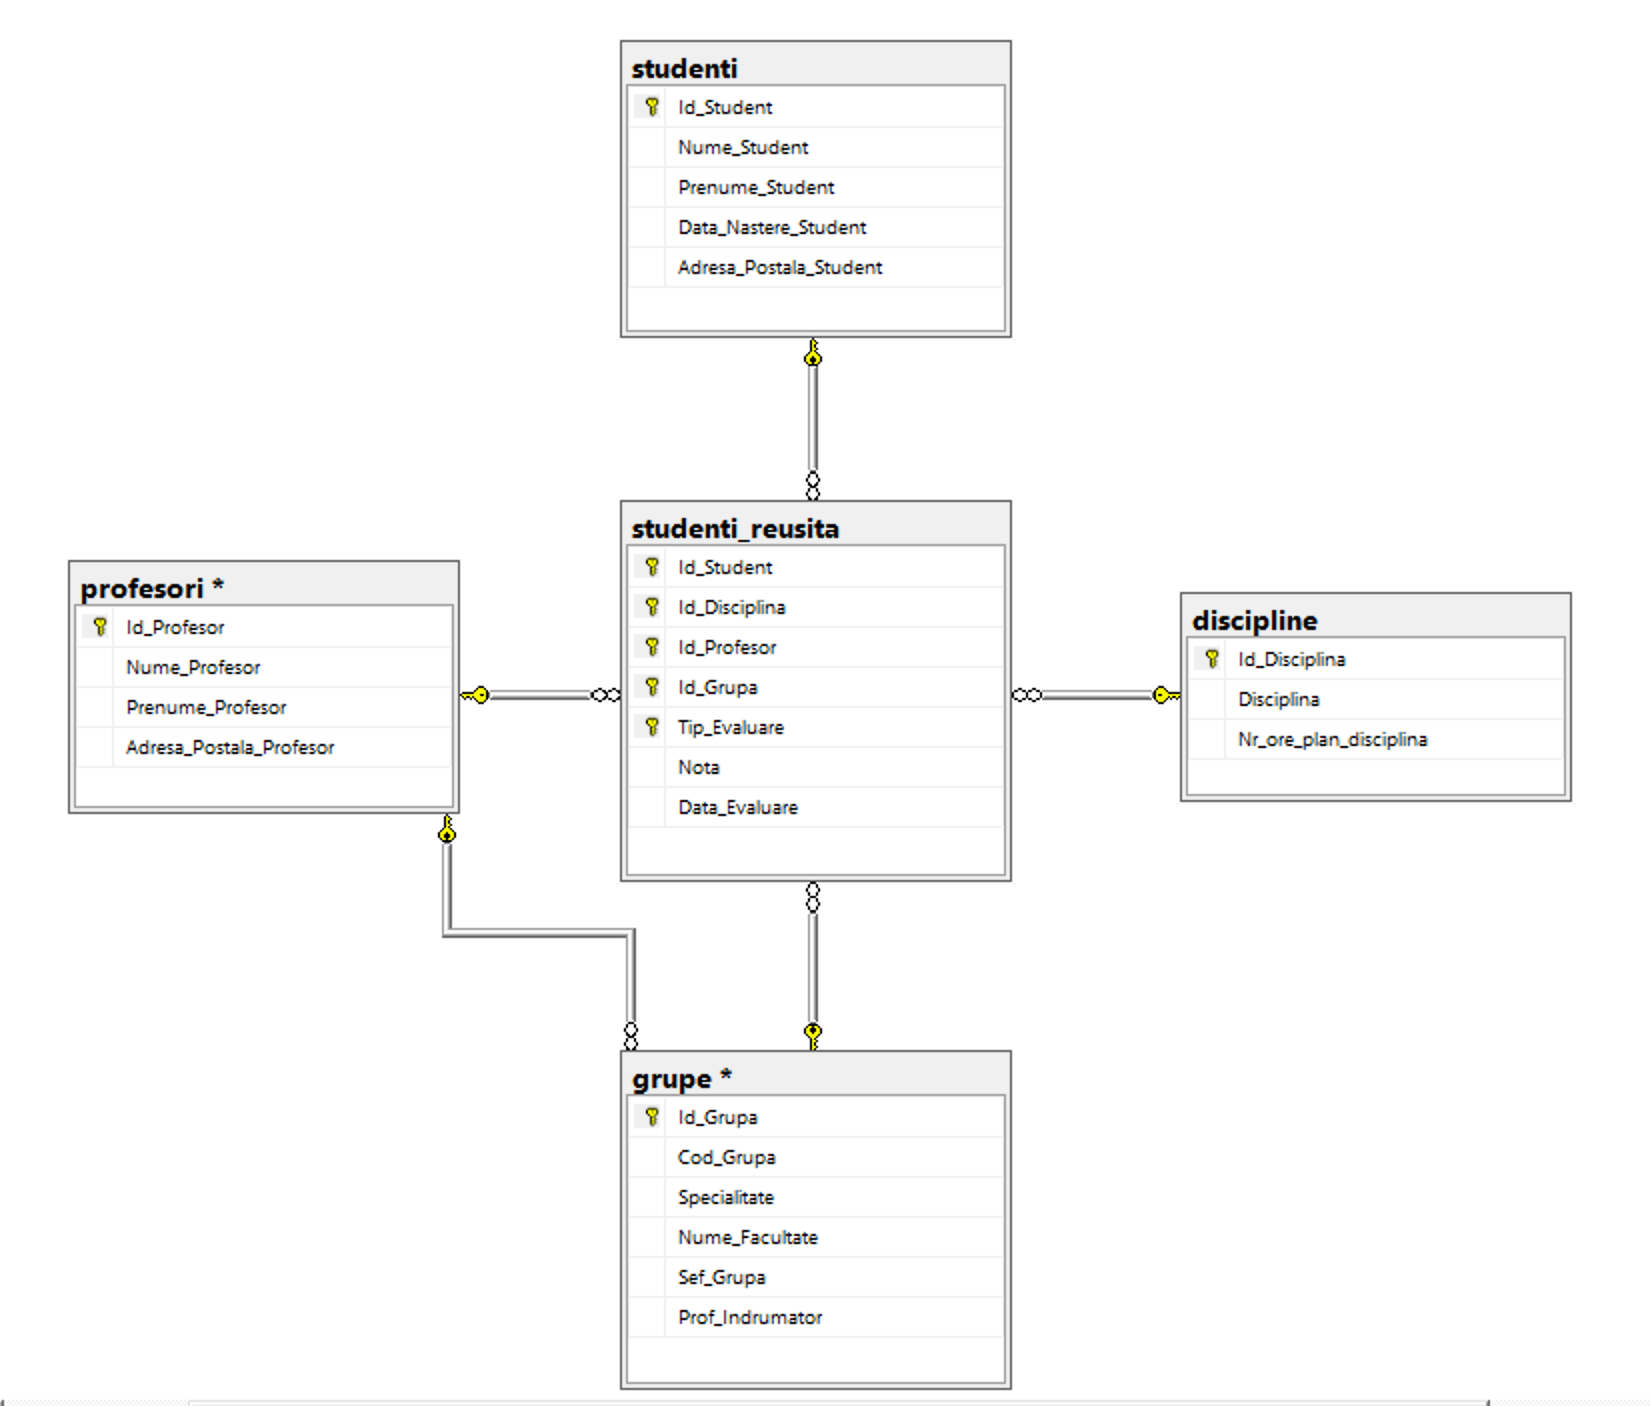 studenti
Id_Student
Nume_Student
Prenume_Student
Data_Nastere_Student
Adresa_Postala_Student
studenti_reusita
Id_Student
Id_Disciplina
Id_Profesor
Id_Grupa
Tip_Evaluare
Nota
Data_Evaluare
profesori *
Id_Profesor
Nume_Profesor
Prenume_Profesor
Adresa_Postala_Profesor
discipline
Id_Disciplina
Disciplina
Nr_ore_plan_disciplina
grupe *
Id_Grupa
Cod_Grupa
Specialitate
Nume_Facultate
Sef_Grupa
Prof_Indrumator